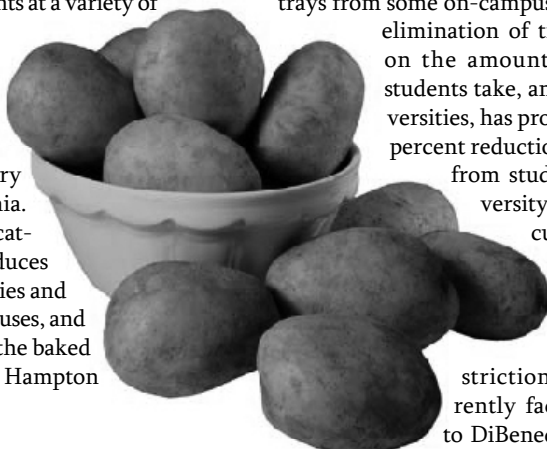 nts at a variety of
ry
nia.
cat-
duces
ies and
uses, and
the baked
Hampton
trays from some on-campus
elimination of
on the amount
students take, an
versities, has pro
percent reductio
from stud
versity
cu
striction
rently fac
to DiBened